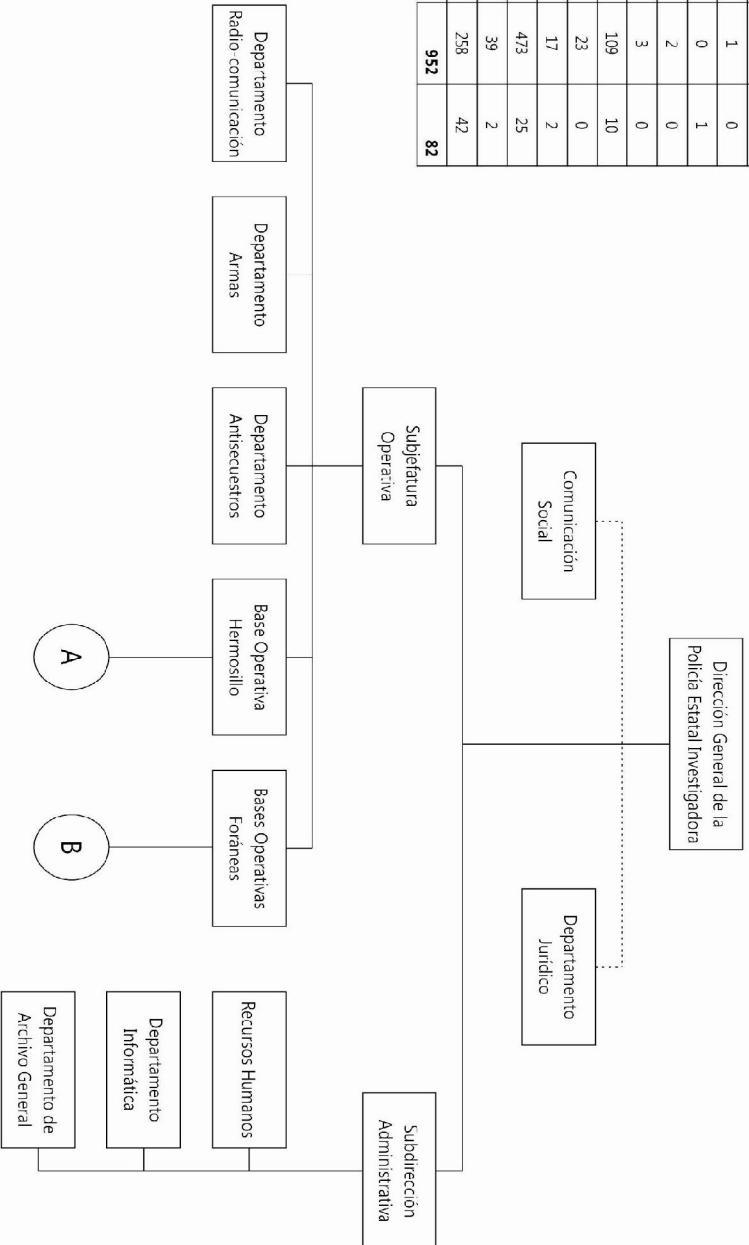 Dirección General de la
Policía Estatal Investigadora
Comunicación
Social
Departamento
Jurídico
Subjefatura
Operativa
Subdirección
Administrativa
Departamento
Radio-comunicación
Departamento
Armas
Departamento
Antisecuestros
Base Operativa
Hermosillo
Bases Operativas
Foráneas
Recursos Humanos
Departamento
Informática
Departamento de
Archivo General
A
B
1 0
0 1
2 0
3 0
109 10
23 0
17 2
473 25
39 2
258 42
952 82